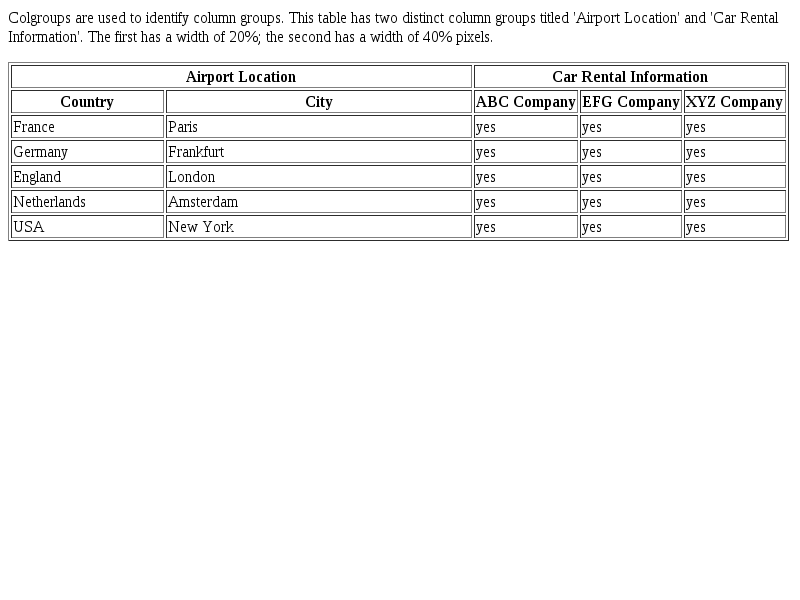 Colgroups are used to identify column groups. This table has two distinct column groups titled 'Airport Location' and 'Car Rental
Information'. The first has a width of 20%; the second has a width of 40% pixels.
Airport Location Car Rental Information
Country City ABC Company EFG Company XYZ Company
France Paris yes yes yes
Germany Frankfurt yes yes yes
England London yes yes yes
Netherlands Amsterdam yes yes yes
USA New York yes yes yes